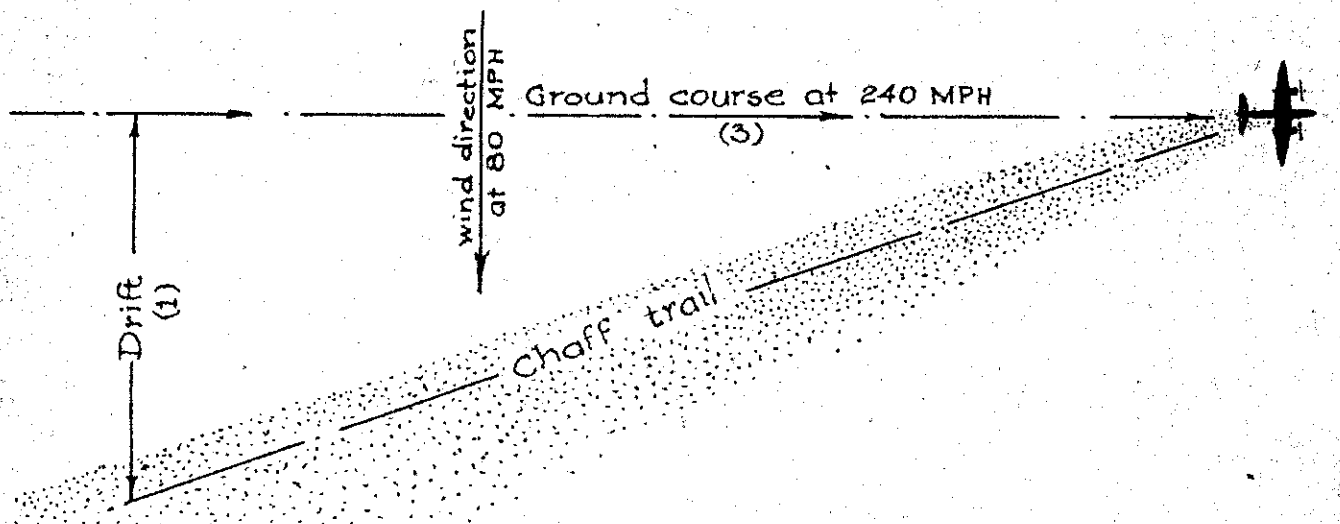 wind direction
at 80 MPH
Ground course at 240 MPH
(3)
Drift
(1)
Chaff trail